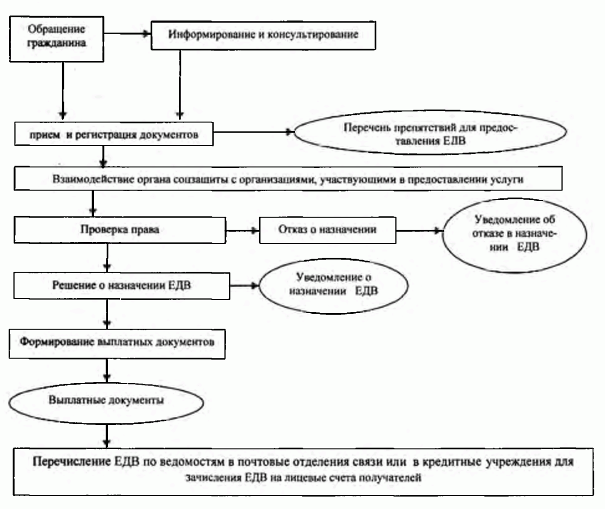 Обращение
гражданина
Информирование и консультирование
прием и регистрация документов
Перечень препятствий для предос-
тавления ЕДВ
Взаимодействие органа соцзащиты с организациями, участвующими в предоставлении услуги
Проверка права
Отказ о назначении
Уведомление об
отказе в назначе-
нии ЕДВ
Решение о назначении ЕДВ
Уведомление о
назначении ЕДВ
Формирование выплатных документов
Выплатные документы
Перечисление ЕДВ по ведомостям в почтовые отделения связи или в кредитные учреждения для
зачисления ЕДВ на лицевые счета получателей